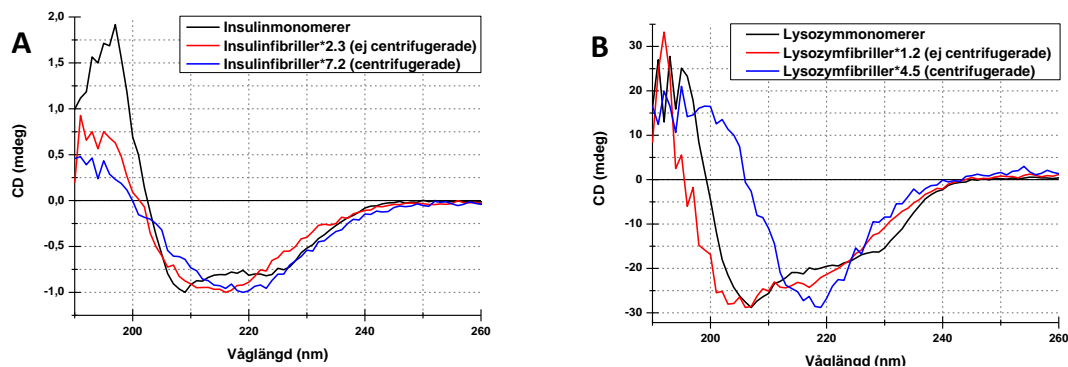 A
Insulinmonomerer
Insulinfibriller*2.3 (ej centrifugerade)
Insulinfibriller*7.2 (centrifugerade)
2,0
1,5
1,0
0,5
0,0
-0,5
-1,0
CD (mdeg)
200
220
240
260
Våglängd (nm)
B
Lysozymmonomerer
Lysozymfibriller*1.2 (ej centrifugerade)
Lysozymfibriller*4.5 (centrifugerade)
30
20
10
0
-10
-20
-30
CD (mdeg)
200
220
240
260
Våglängd (nm)